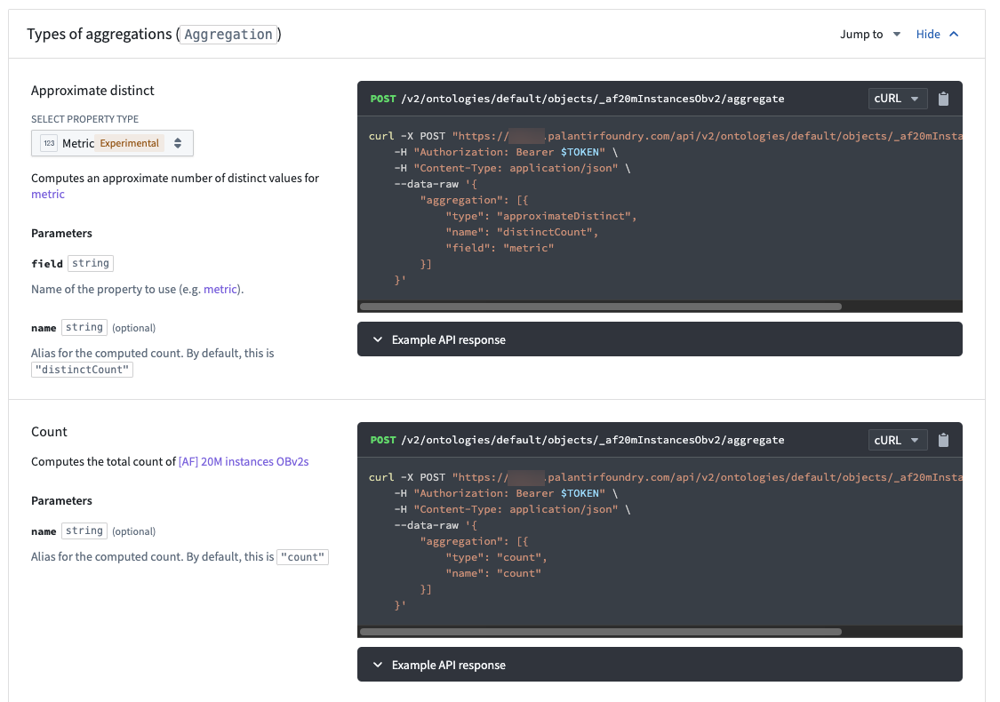 Types of aggregations (Aggregation)
Jump to
Hide
Approximate distinct
SELECT PROPERTY TYPE
123 Metric Experimental
Computes an approximate number of distinct values for
metric
Parameters
field string
Name of the property to use (e.g. metric).
name string (optional)
Alias for the computed count. By default, this is
"distinctCount"
POST /v2/ontologies/default/objects/_af20mInstancesObv2/aggregate
cURL
curl -X POST "https:// .palantirfoundry.com/api/v2/ontologies/default/objects/_af20mInsta
-H "Authorization: Bearer $TOKEN" \
-H "Content-Type: application/json" \
--data-raw '{
"aggregation": [{
"type": "approximateDistinct",
"name": "distinctCount",
"field": "metric"
}]
}'
Example API response
Count
Computes the total count of [AF] 20M instances OBv2s
Parameters
name string (optional)
Alias for the computed count. By default, this is "count"
POST /v2/ontologies/default/objects/_af20mInstancesObv2/aggregate
cURL
curl -X POST "https:// .palantirfoundry.com/api/v2/ontologies/default/objects/_af20mInsta
-H "Authorization: Bearer $TOKEN" \
-H "Content-Type: application/json" \
--data-raw '{
"aggregation": [{
"type": "count",
"name": "count"
}]
}'
Example API response